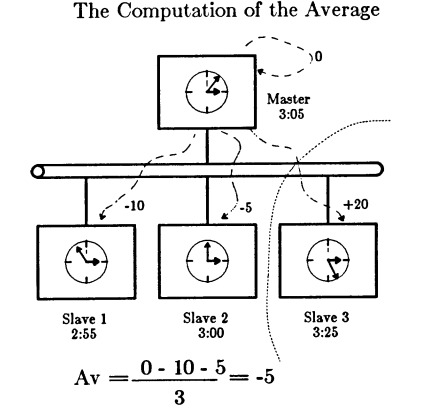 The Computation of the Average
0
Master
3:05
-10
-5
+20
Slave 1
2:55
Slave 2
3:00
Slave 3
3:25
Av = 0 - 10 - 5 / 3 = -5